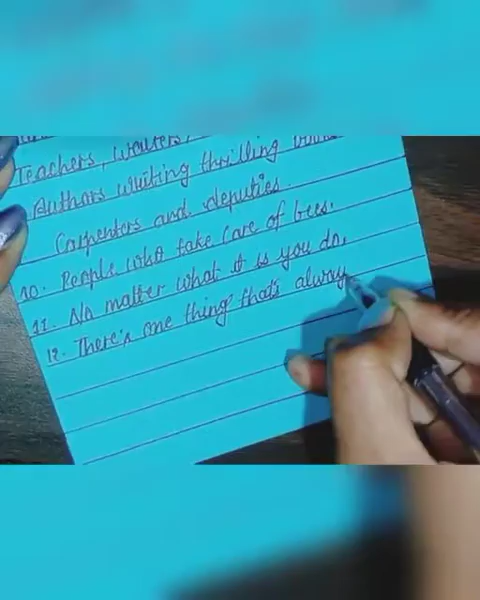 Teachers, waiters,
Authors writing thrilling
Carpenters and deputies.
10. People who take care of bees.
11. No matter what it is you do,
12. There's one thing that's alway